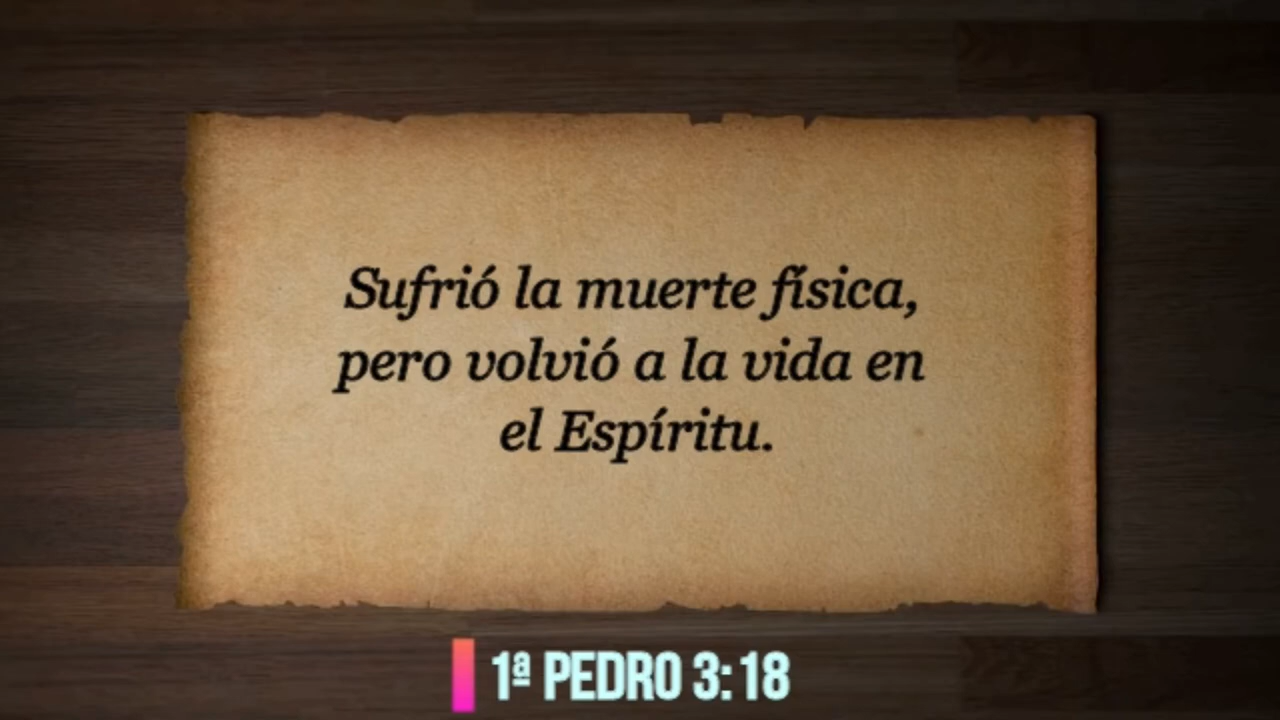 Sufrió la muerte física,
pero volvió a la vida en
el Espíritu.
1ª PEDRO 3:18